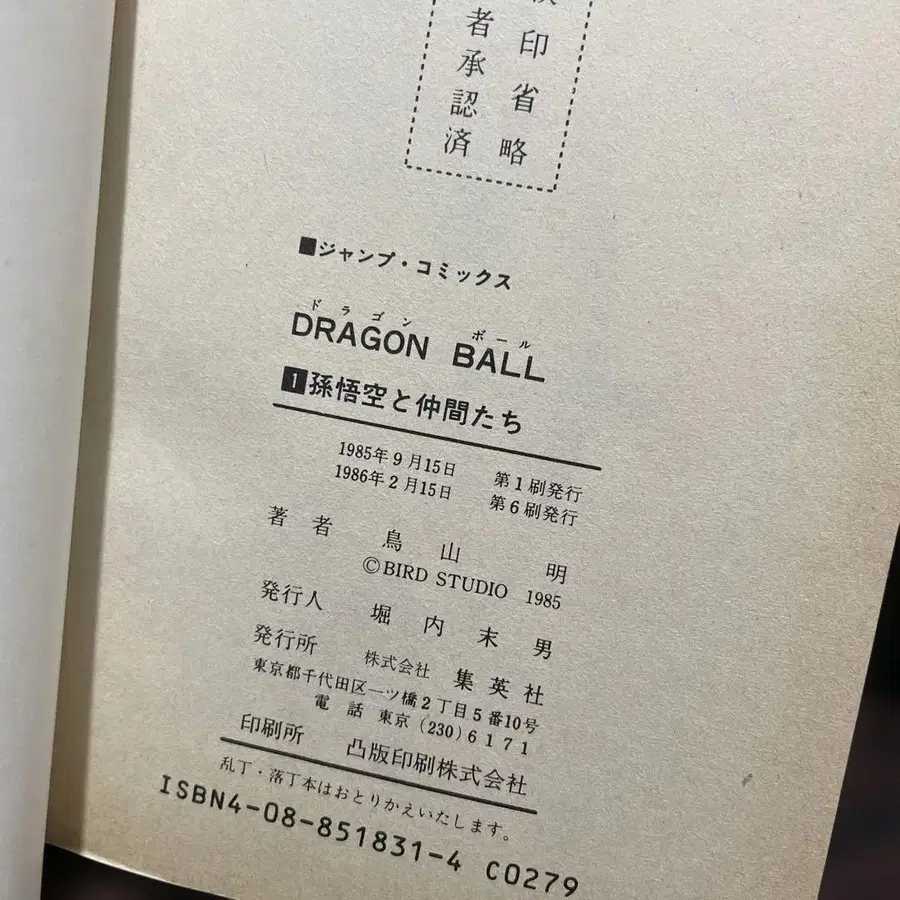 印省略
者承認済
■ジャンプ・コミックス
ドラゴン ボール
DRAGON BALL
1 孫悟空と仲間たち
1985年9月15日 第1刷発行
1986年2月15日 第6刷発行
著者 鳥山明
©BIRD STUDIO 1985
発行人 堀内末男
発行所 株式会社 集英社
東京都千代田区一ツ橋2丁目5番10号
電話 東京(230)6171
印刷所 凸版印刷株式会社
乱丁・落丁本はおとりかえいたします。
ISBN4-08-851831-4 C0279